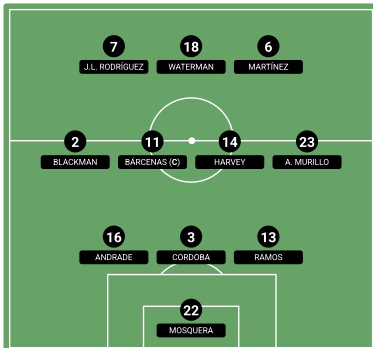 7 18 6
J.L. RODRÍGUEZ WATERMAN MARTÍNEZ
2 11 14 23
BLACKMAN BÁRCENAS (C) HARVEY A. MURILLO
16 3 13
ANDRADE CORDOBA RAMOS
22
MOSQUERA